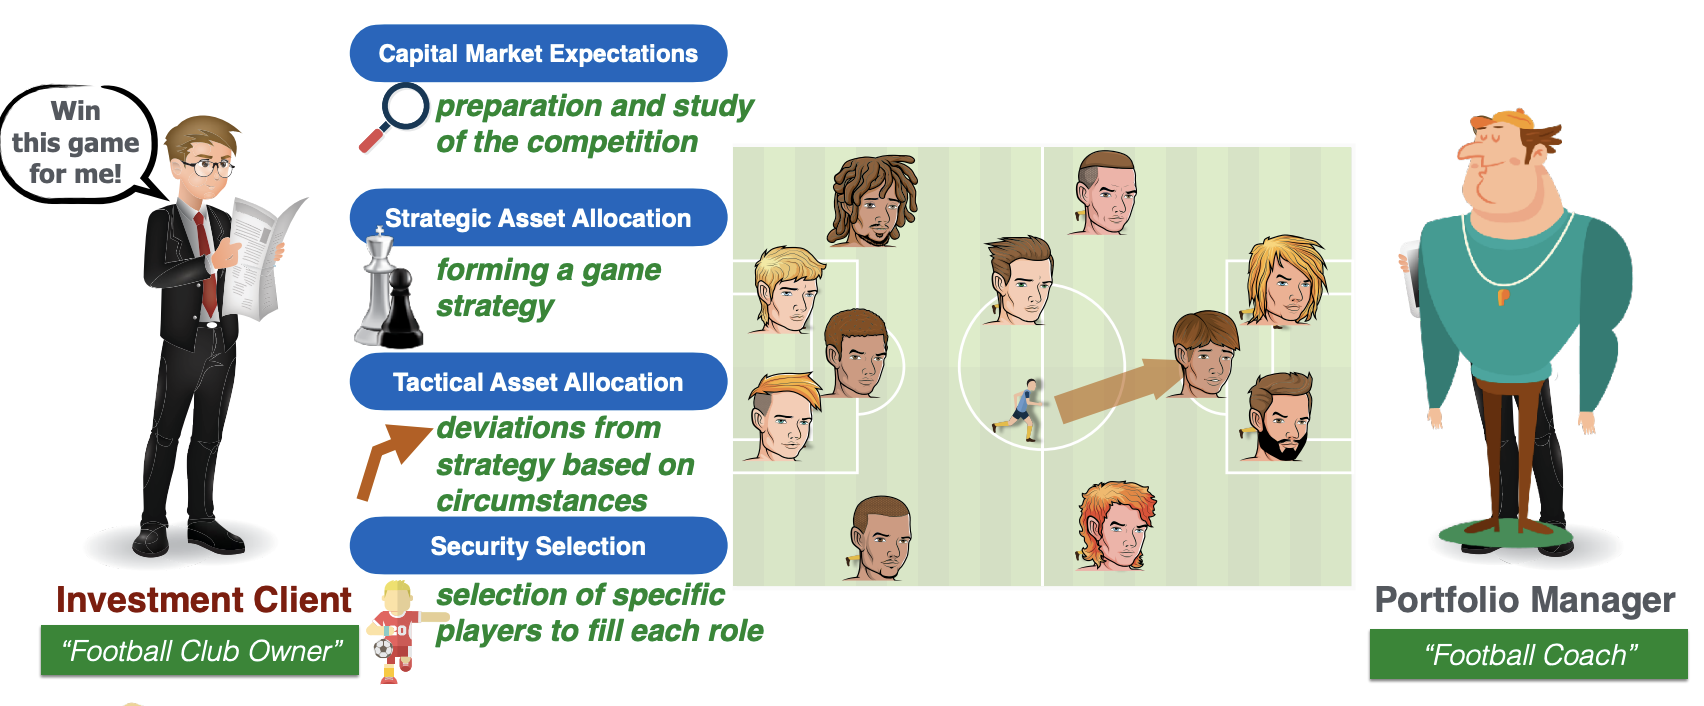 Win
this game
for me!
Capital Market Expectations
preparation and study
of the competition
Strategic Asset Allocation
forming a game
strategy
Tactical Asset Allocation
deviations from
strategy based on
circumstances
Security Selection
selection of specific
players to fill each role
20
Investment Client
“Football Club Owner”
P
Portfolio Manager
“Football Coach”